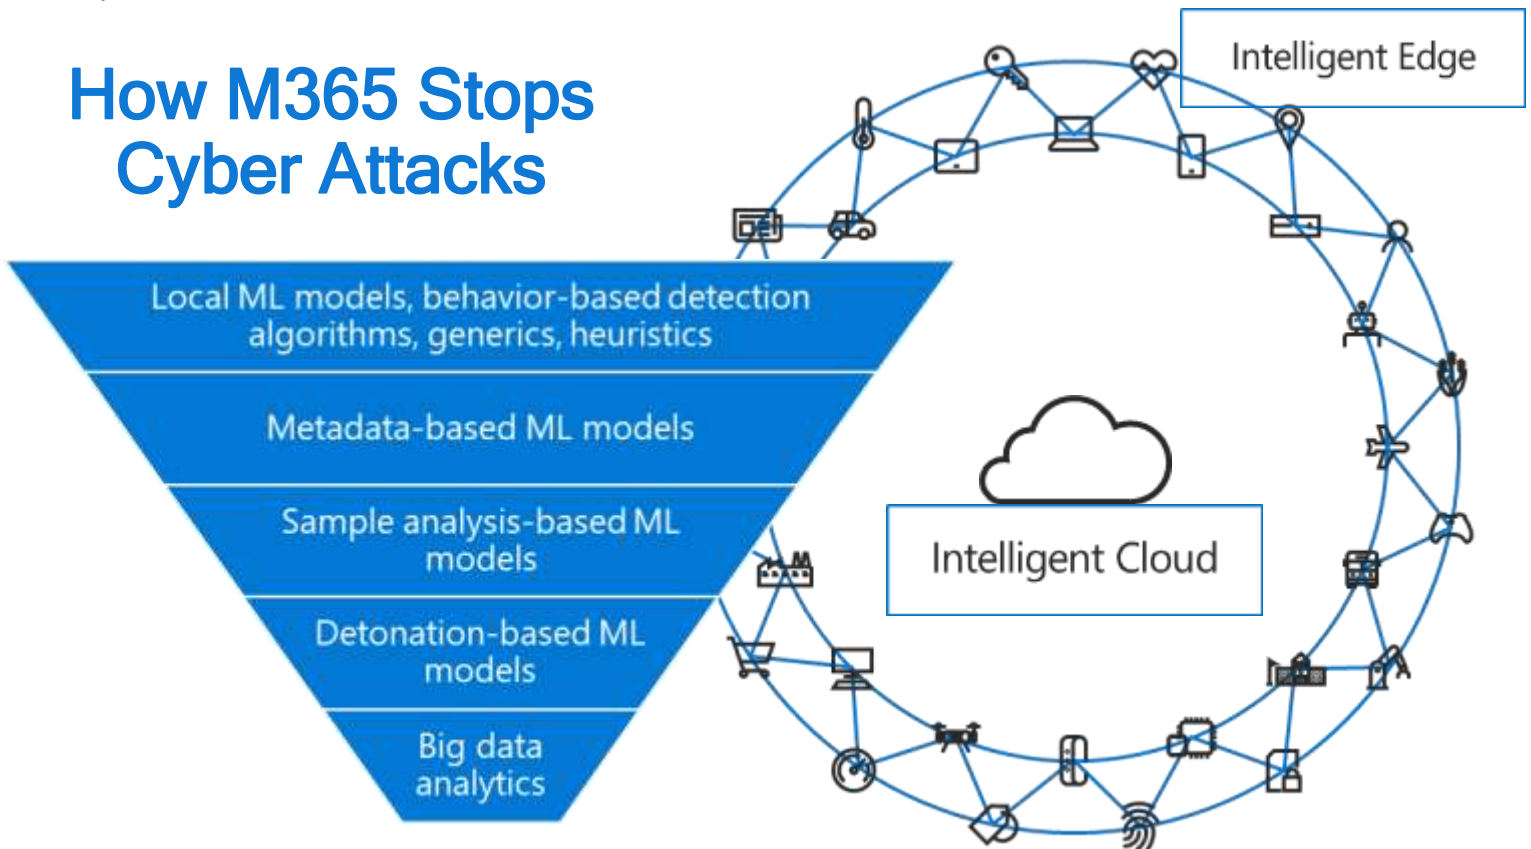 How M365 Stops
Cyber Attacks
Intelligent Edge
Local ML models, behavior-based detection
algorithms, generics, heuristics
Metadata-based ML models
Sample analysis-based ML
models
Detonation-based ML
models
Big data
analytics
Intelligent Cloud